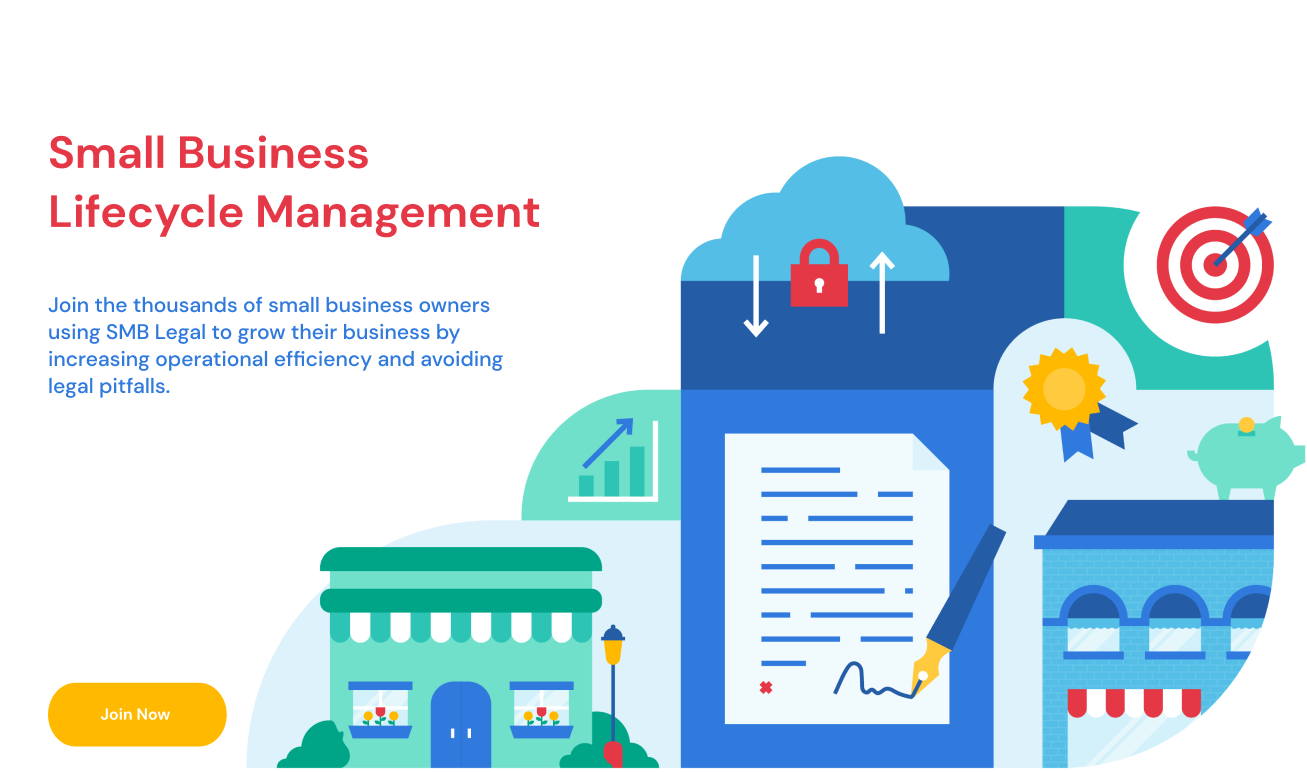 Small Business
Lifecycle Management
Join the thousands of small business owners
using SMB Legal to grow their business by
increasing operational efficiency and avoiding
legal pitfalls.
Join Now